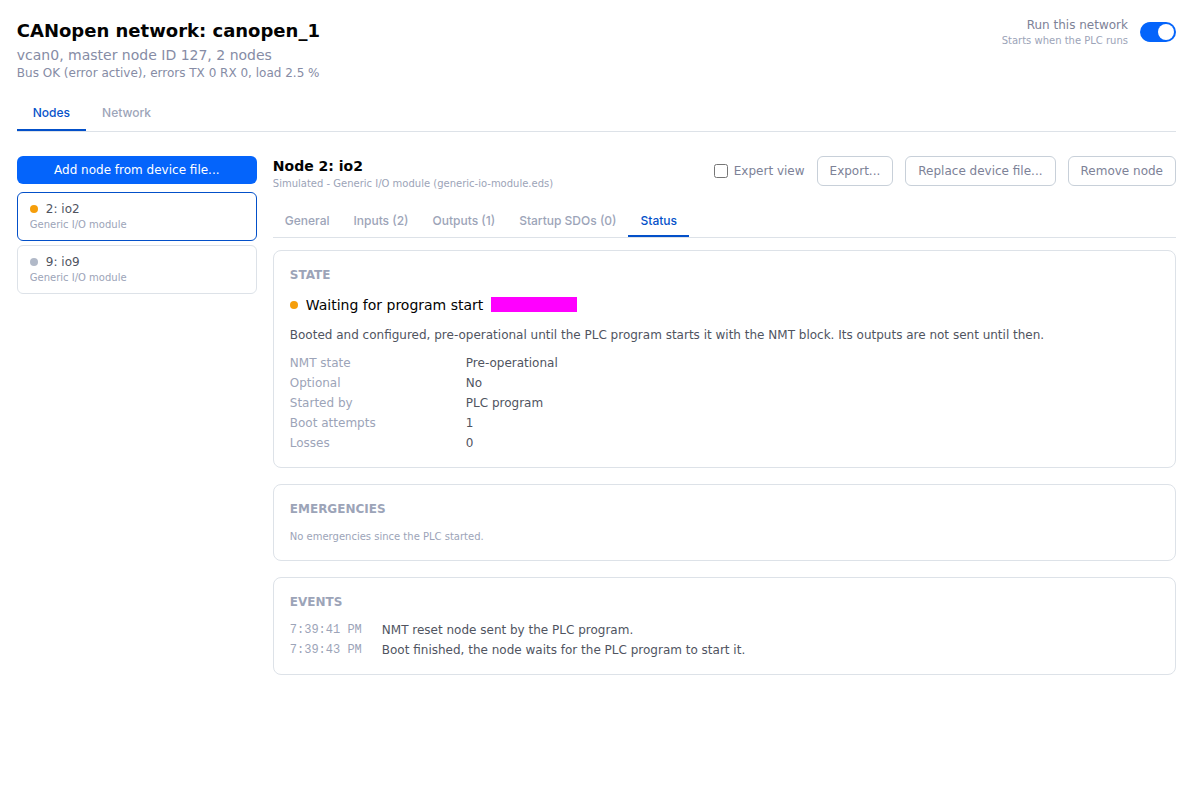 CANopen network: canopen_1
vcan0, master node ID 127, 2 nodes
Bus OK (error active), errors TX 0 RX 0, load 2.5 %
Run this network
Starts when the PLC runs
Nodes
Network
Add node from device file...
2: io2
Generic I/O module
9: io9
Generic I/O module
Node 2: io2
Simulated - Generic I/O module (generic-io-module.eds)
Expert view
Export...
Replace device file...
Remove node
General
Inputs (2)
Outputs (1)
Startup SDOs (0)
Status
STATE
Waiting for program start
Booted and configured, pre-operational until the PLC program starts it with the NMT block. Its outputs are not sent until then.
NMT state Pre-operational
Optional No
Started by PLC program
Boot attempts 1
Losses 0
EMERGENCIES
No emergencies since the PLC started.
EVENTS
7:39:41 PM NMT reset node sent by the PLC program.
7:39:43 PM Boot finished, the node waits for the PLC program to start it.